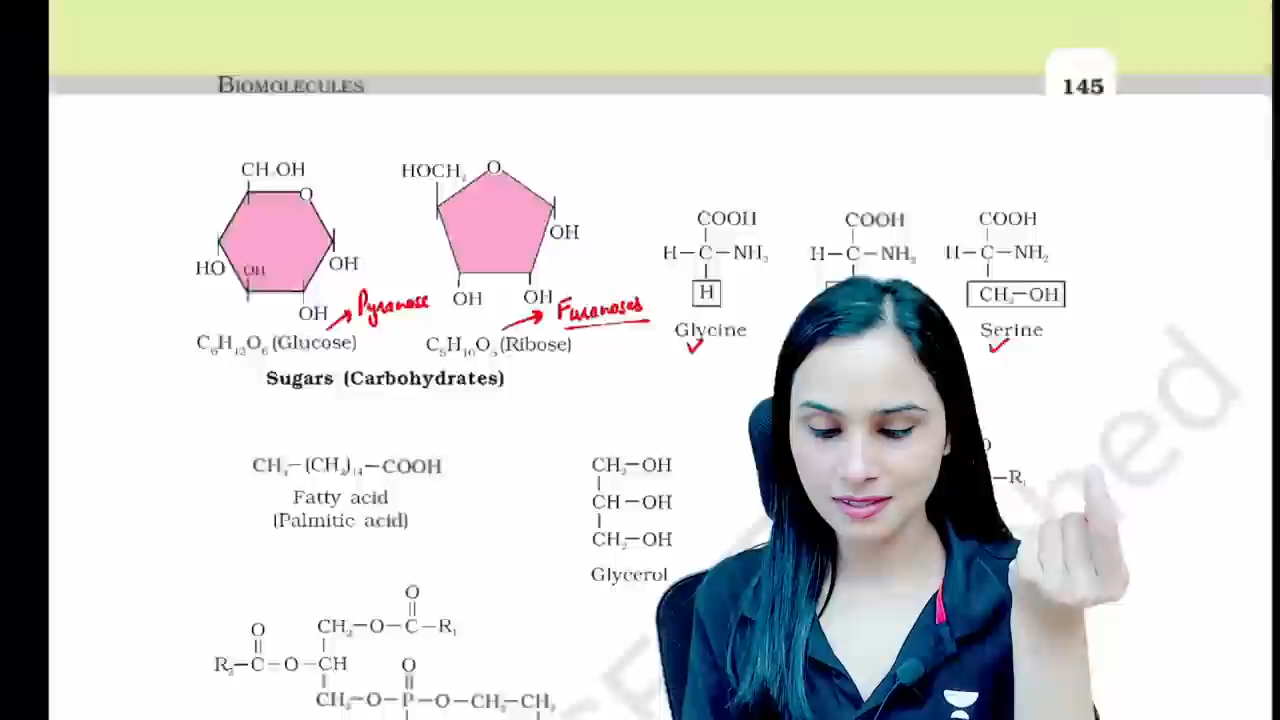 BIOMOLECULES
145
CH₂OH
O
HO
OH
OH
OH
Pyranose
C₆H₁₂O₆ (Glucose)
HOCH₂
O
OH
OH
OH
Furanoses
C₅H₁₀O₅ (Ribose)
Sugars (Carbohydrates)
COOH
H–C–NH₂
H
Glycine
COOH
H–C–NH₂
COOH
H–C–NH₂
CH₂–OH
Serine
CH₃–(CH₂)₁₄–COOH
Fatty acid
(Palmitic acid)
CH₂–OH
CH–OH
CH₂–OH
Glycerol
–R₁
O
CH₂–O–C–R₁
O
R₂–C–O–CH
O
CH₂–O–P–O–CH₂–CH₂